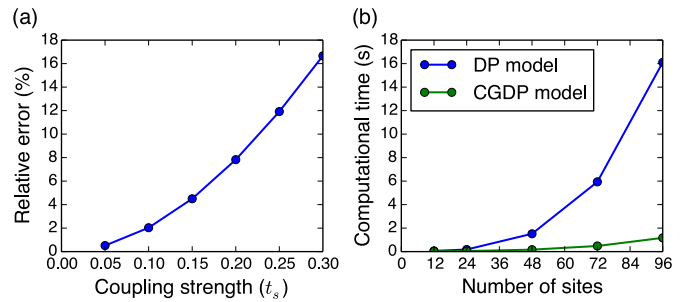 (a)
Relative error (%)
18
16
14
12
10
8
6
4
2
0
0.00 0.05 0.10 0.15 0.20 0.25 0.30
Coupling strength (t_s)
(b)
Computational time (s)
18
16
14
12
10
8
6
4
2
0
DP model
CGDP model
0 12 24 36 48 60 72 84 96
Number of sites